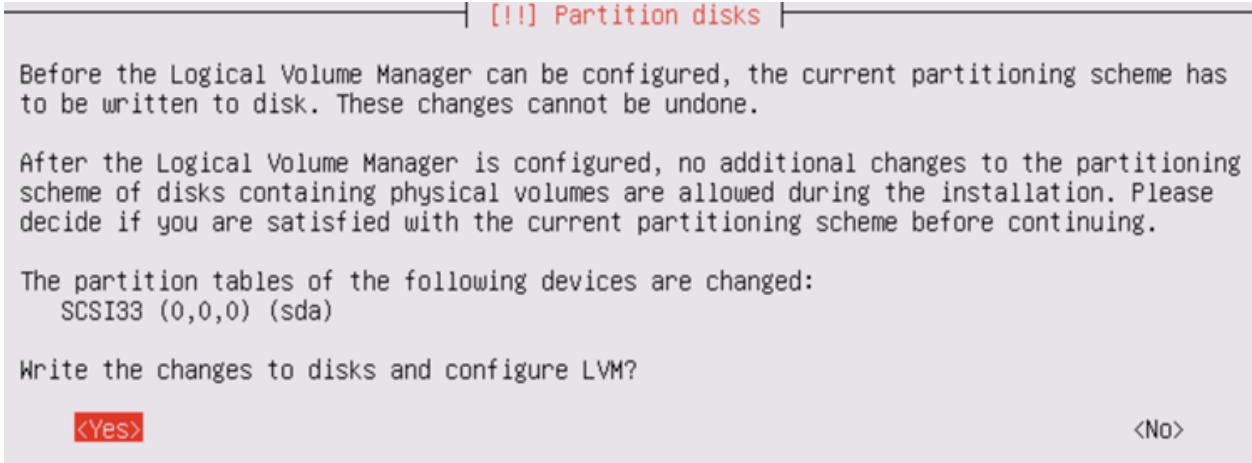 [!!] Partition disks
Before the Logical Volume Manager can be configured, the current partitioning scheme has
to be written to disk. These changes cannot be undone.
After the Logical Volume Manager is configured, no additional changes to the partitioning
scheme of disks containing physical volumes are allowed during the installation. Please
decide if you are satisfied with the current partitioning scheme before continuing.
The partition tables of the following devices are changed:
SCSI33 (0,0,0) (sda)
Write the changes to disks and configure LVM?
<Yes> <No>